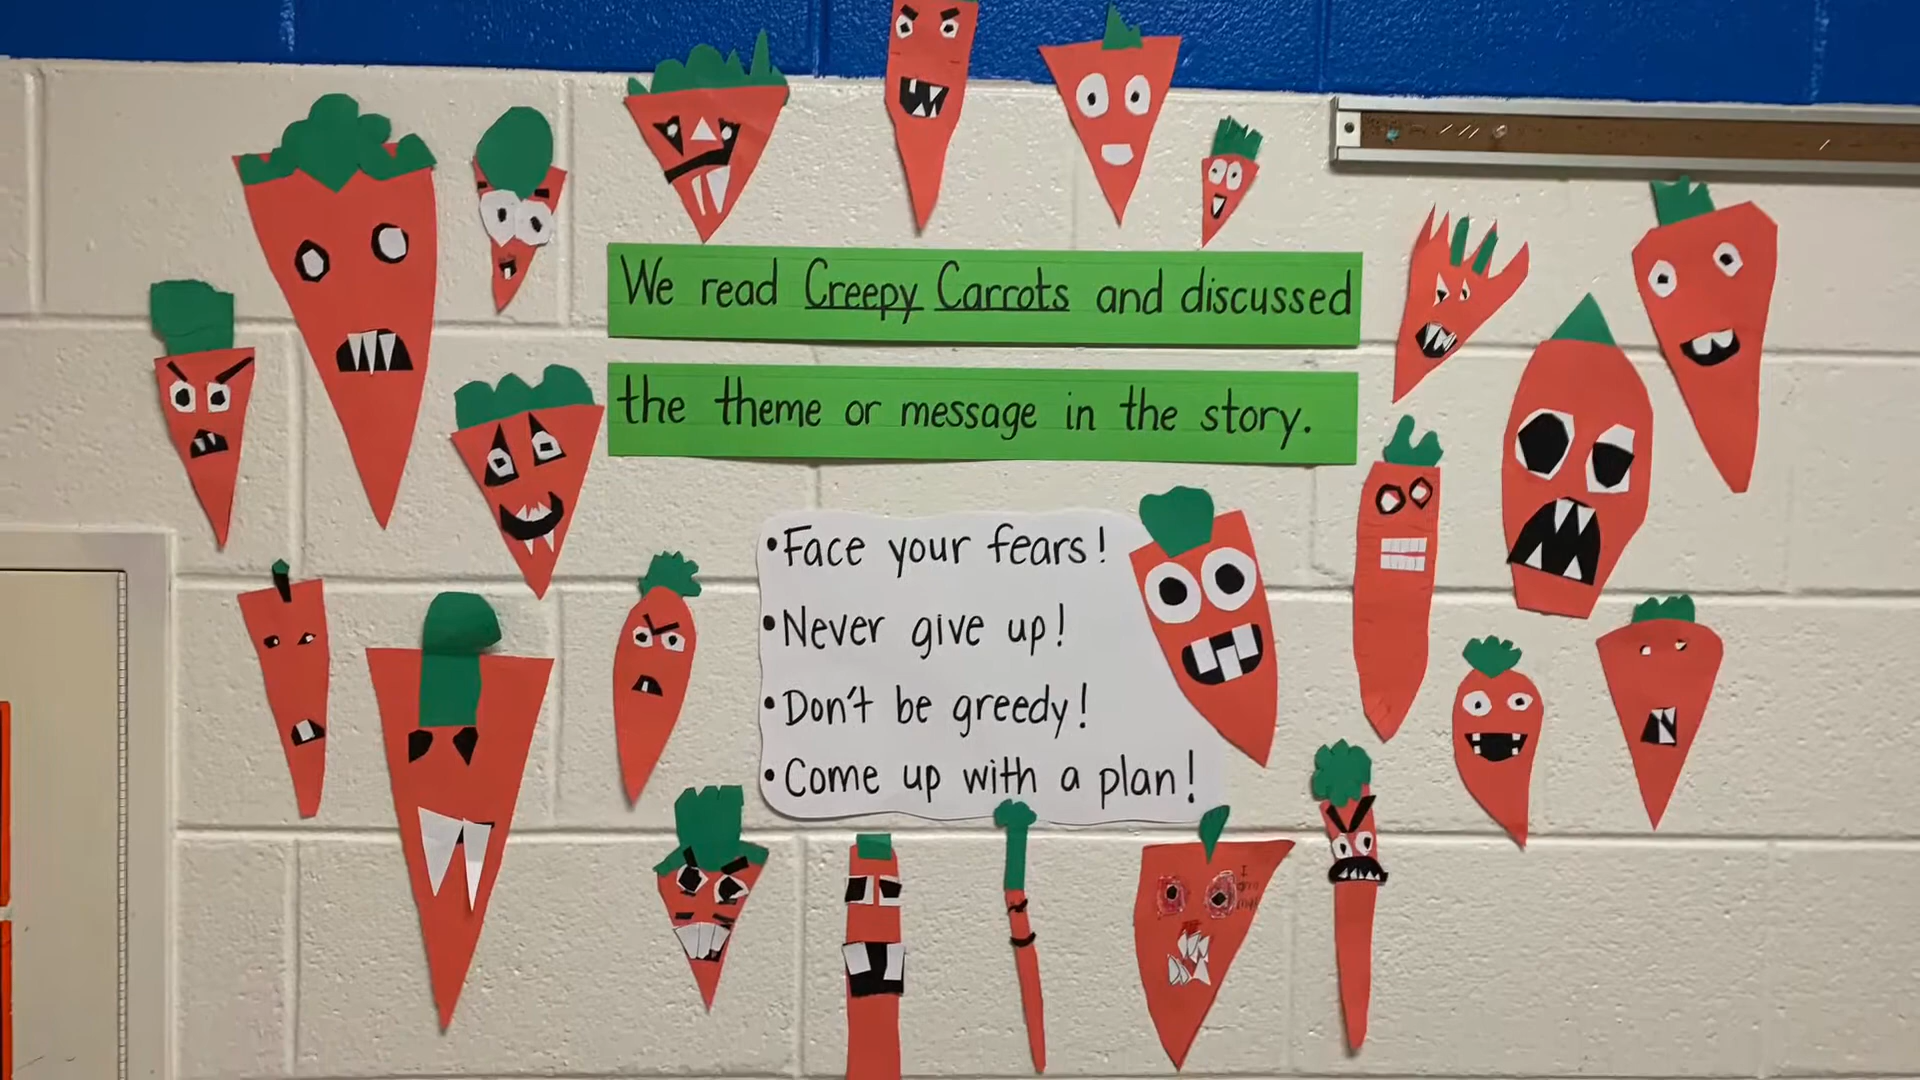 We read Creepy Carrots and discussed
the theme or message in the story.
•Face your fears!
•Never give up!
•Don't be greedy!
•Come up with a plan!